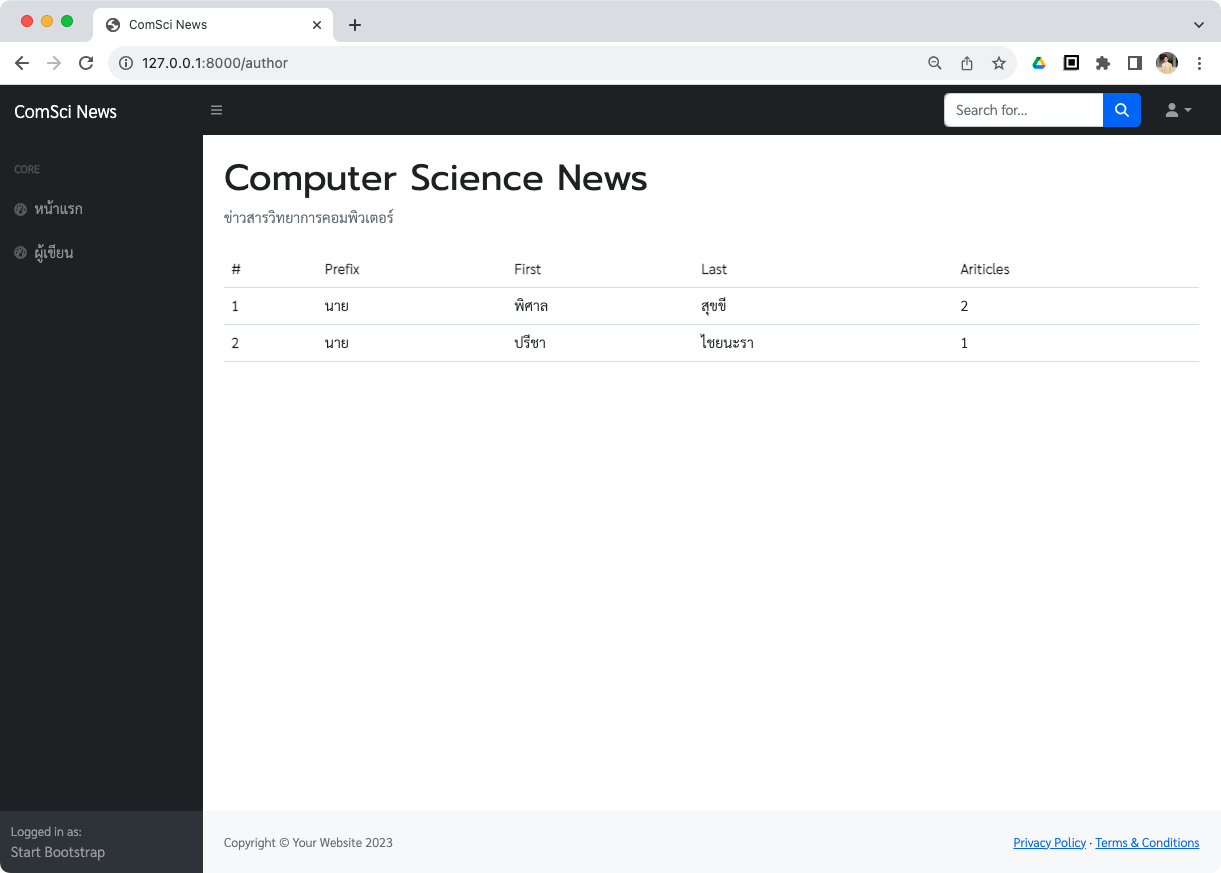 ComSci News
127.0.0.1:8000/author
ComSci News
Search for...
CORE
หน้าแรก
ผู้เขียน
Computer Science News
ข่าวสารวิทยาการคอมพิวเตอร์
# Prefix First Last Ariticles
1 นาย พิศาล สุขขี 2
2 นาย ปรีชา ไชยนะรา 1
Logged in as:
Start Bootstrap
Copyright © Your Website 2023
Privacy Policy · Terms & Conditions